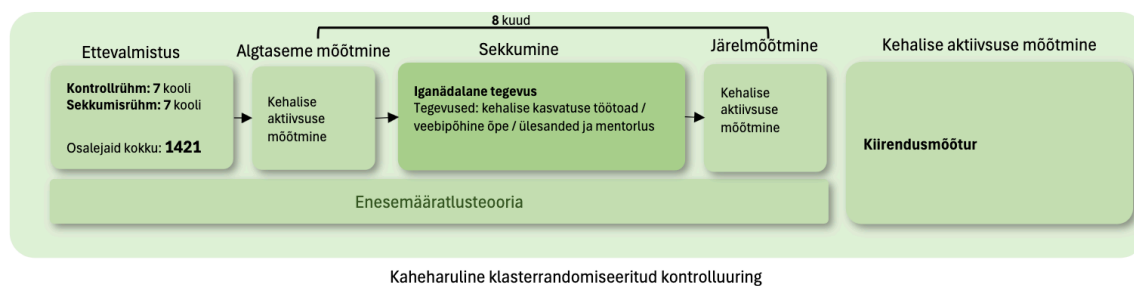 8 kuud
Ettevalmistus
Algtaseme mõõtmine
Sekkumine
Järelmõõtmine
Kehalise aktiivsuse mõõtmine
Kontrollrühm: 7 kooli
Sekkumisrühm: 7 kooli
Osalejaid kokku: 1421
Kehalise
aktiivsuse
mõõtmine
Iganädalane tegevus
Tegevused: kehalise kasvatuse töötoad /
veebipõhine õpe / ülesanded ja mentorlus
Kehalise
aktiivsuse
mõõtmine
Kiirendusmõõtur
Enesemääratlusteooria
Kaheharuline klasterrandomiseeritud kontrolluuring